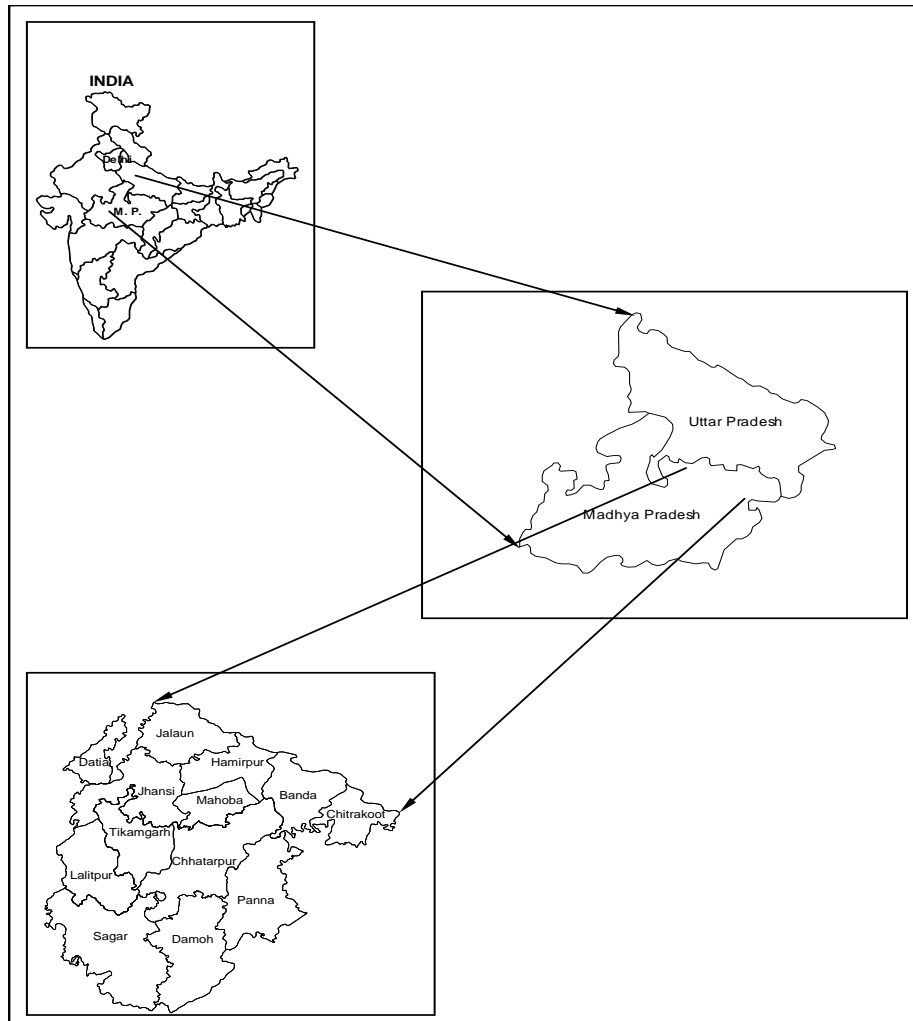 INDIA
Delhi
M. P.
Uttar Pradesh
Madhya Pradesh
Jalaun
Datia
Hamirpur
Jhansi
Mahoba
Banda
Chitrakoot
Tikamgarh
Chhatarpur
Lalitpur
Panna
Sagar
Damoh